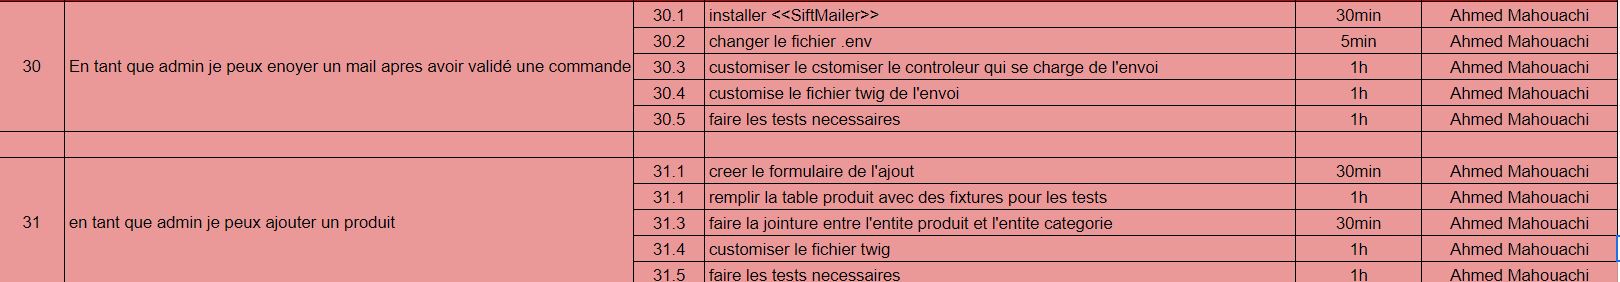 30.1 installer <<SiftMailer>> 30min Ahmed Mahouachi
30.2 changer le fichier .env 5min Ahmed Mahouachi
30 En tant que admin je peux enoyer un mail apres avoir validé une commande 30.3 customiser le cstomiser le controleur qui se charge de l'envoi 1h Ahmed Mahouachi
30.4 customise le fichier twig de l'envoi 1h Ahmed Mahouachi
30.5 faire les tests necessaires 1h Ahmed Mahouachi
31.1 creer le formulaire de l'ajout 30min Ahmed Mahouachi
31.1 remplir la table produit avec des fixtures pour les tests 1h Ahmed Mahouachi
31 en tant que admin je peux ajouter un produit 31.3 faire la jointure entre l'entite produit et l'entite categorie 30min Ahmed Mahouachi
31.4 customiser le fichier twig 1h Ahmed Mahouachi
31.5 faire les tests necessaires 1h Ahmed Mahouachi